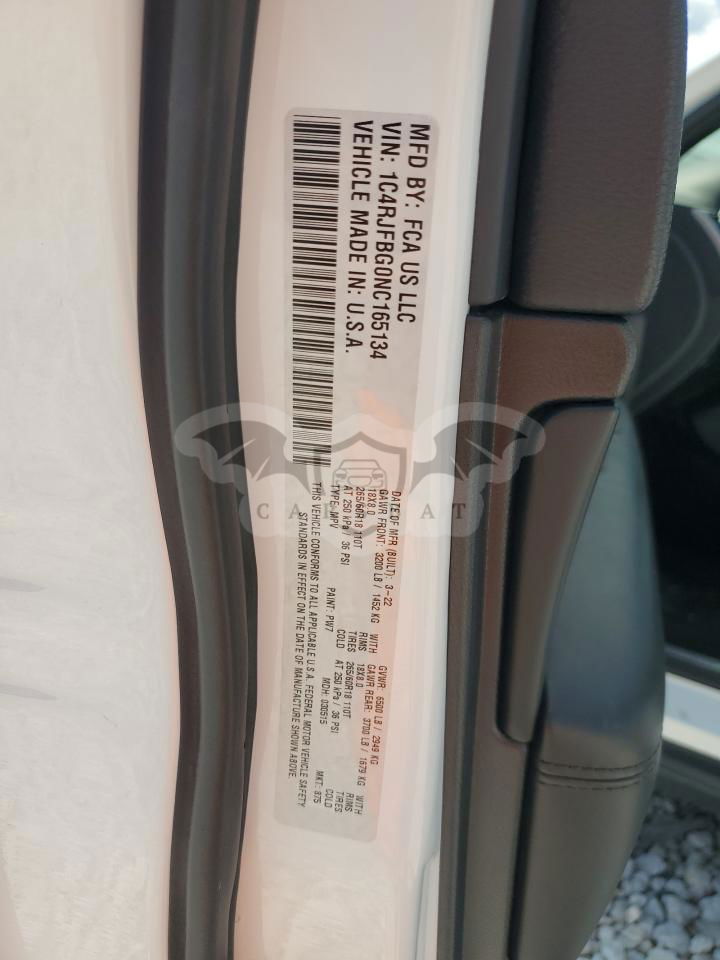 MFD BY: FCA US LLC
VIN: 1C4RJFBG0NC165134
VEHICLE MADE IN: U.S.A.
DATE OF MFR (BUILT): 3-22 GVWR: 6500 LB / 2949 KG
GAWR FRONT: 3200 LB / 1452 KG WITH GAWR REAR: 3700 LB / 1679 KG WITH
18X8.0 RIMS 18X8.0 RIMS
265/60R18 110T TIRES 265/60R18 110T TIRES
AT 250 kPa / 36 PSI COLD AT 250 kPa / 36 PSI COLD
TYPE: MPV PAINT: PW7 MDH: 030515 MKT: 875
THIS VEHICLE CONFORMS TO ALL APPLICABLE U.S.A. FEDERAL MOTOR VEHICLE SAFETY
STANDARDS IN EFFECT ON THE DATE OF MANUFACTURE SHOWN ABOVE.